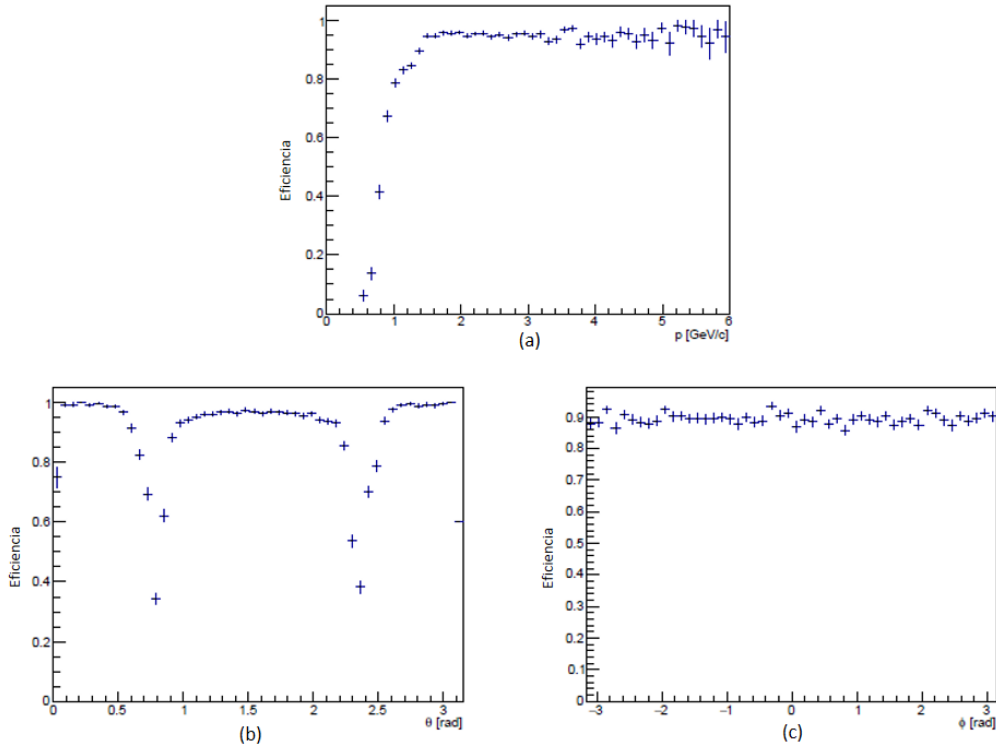 1
0.8
0.6
0.4
0.2
0
Eficiencia
0 1 2 3 4 5 6
p [GeV/c]
(a)
1
0.8
0.6
0.4
0.2
0
Eficiencia
0 0.5 1 1.5 2 2.5 3
θ [rad]
(b)
0.9
0.8
0.7
0.6
0.5
0.4
0.3
0.2
0.1
0
Eficiencia
−3 −2 −1 0 1 2 3
ϕ [rad]
(c)